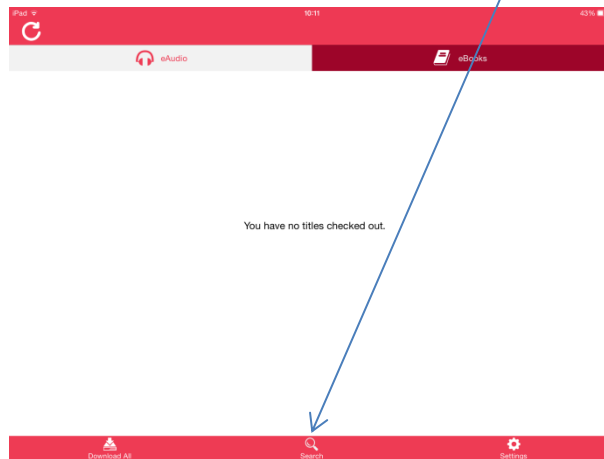 iPad 10:11 43%
eAudio eBooks
You have no titles checked out.
Download All Search Settings